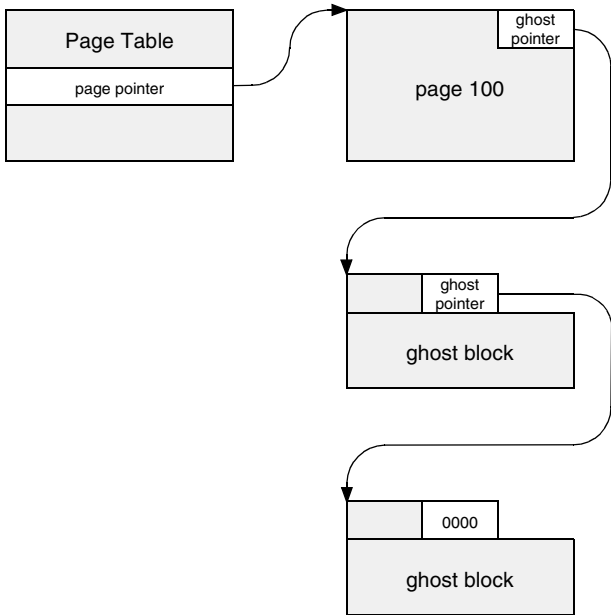 Page Table
page pointer
ghost
pointer
page 100
ghost
pointer
ghost block
0000
ghost block